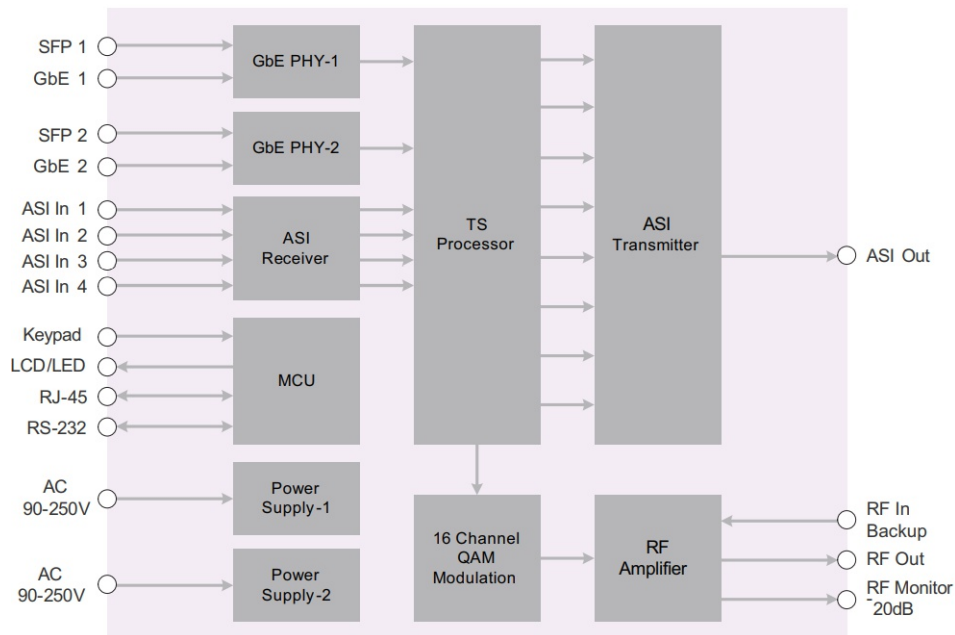 SFP 1
GbE 1
GbE PHY-1
SFP 2
GbE 2
GbE PHY-2
ASI In 1
ASI In 2
ASI In 3
ASI In 4
ASI
Receiver
TS
Processor
ASI
Transmitter
ASI Out
Keypad
LCD/LED
RJ-45
RS-232
MCU
AC
90-250V
Power
Supply-1
AC
90-250V
Power
Supply-2
16 Channel
QAM
Modulation
RF
Amplifier
RF In
Backup
RF Out
RF Monitor
-20dB